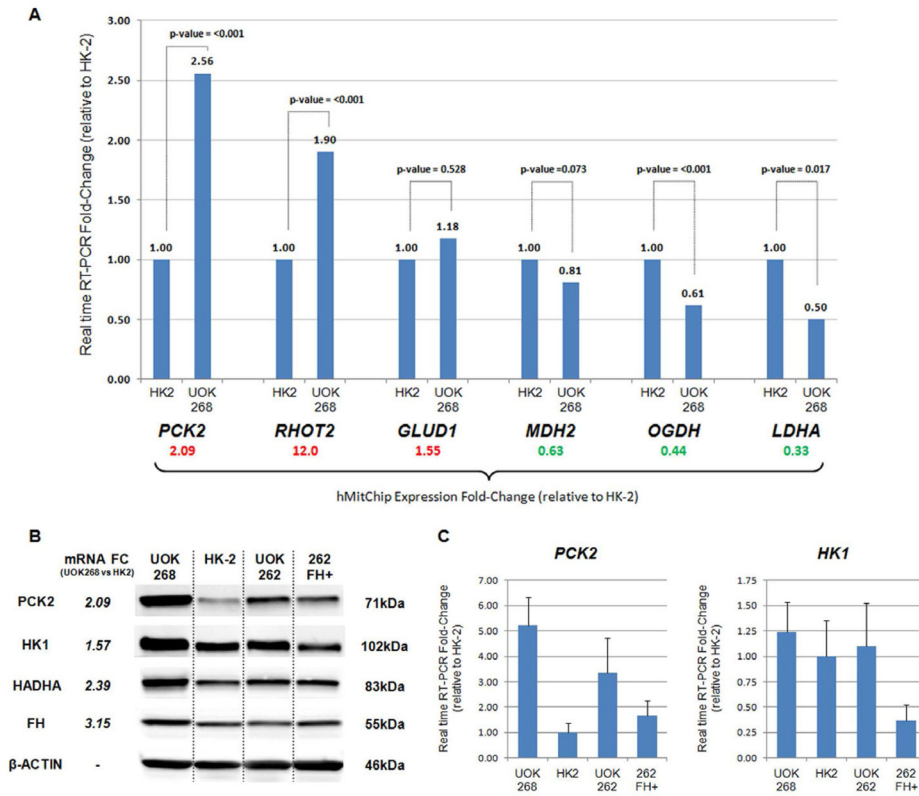 A
Real time RT-PCR Fold-Change (relative to HK-2)
3.00
2.50
2.00
1.50
1.00
0.50
0.00
p-value = <0.001
2.56
p-value = <0.001
1.90
p-value = 0.528
p-value =0.073
p-value = <0.001
p-value = 0.017
1.00
1.00
1.00
1.18
1.00
0.81
1.00
0.61
1.00
0.50
HK2 UOK 268
HK2 UOK 268
HK2 UOK 268
HK2 UOK 268
HK2 UOK 268
HK2 UOK 268
PCK2 RHOT2 GLUD1 MDH2 OGDH LDHA
2.09 12.0 1.55 0.63 0.44 0.33
hMitChip Expression Fold-Change (relative to HK-2)
B
mRNA FC
(UOK268 vs HK2)
UOK 268
HK-2
UOK 262
262 FH+
PCK2 2.09 71kDa
HK1 1.57 102kDa
HADHA 2.39 83kDa
FH 3.15 55kDa
β-ACTIN - 46kDa
C
PCK2
Real time RT-PCR Fold-Change
(relative to HK-2)
7.00
6.00
5.00
4.00
3.00
2.00
1.00
0.00
UOK 268
HK2
UOK 262
262 FH+
HK1
Real time RT-PCR Fold-Change
(relative to HK-2)
1.75
1.50
1.25
1.00
0.75
0.50
0.25
0.00
UOK 268
HK2
UOK 262
262 FH+